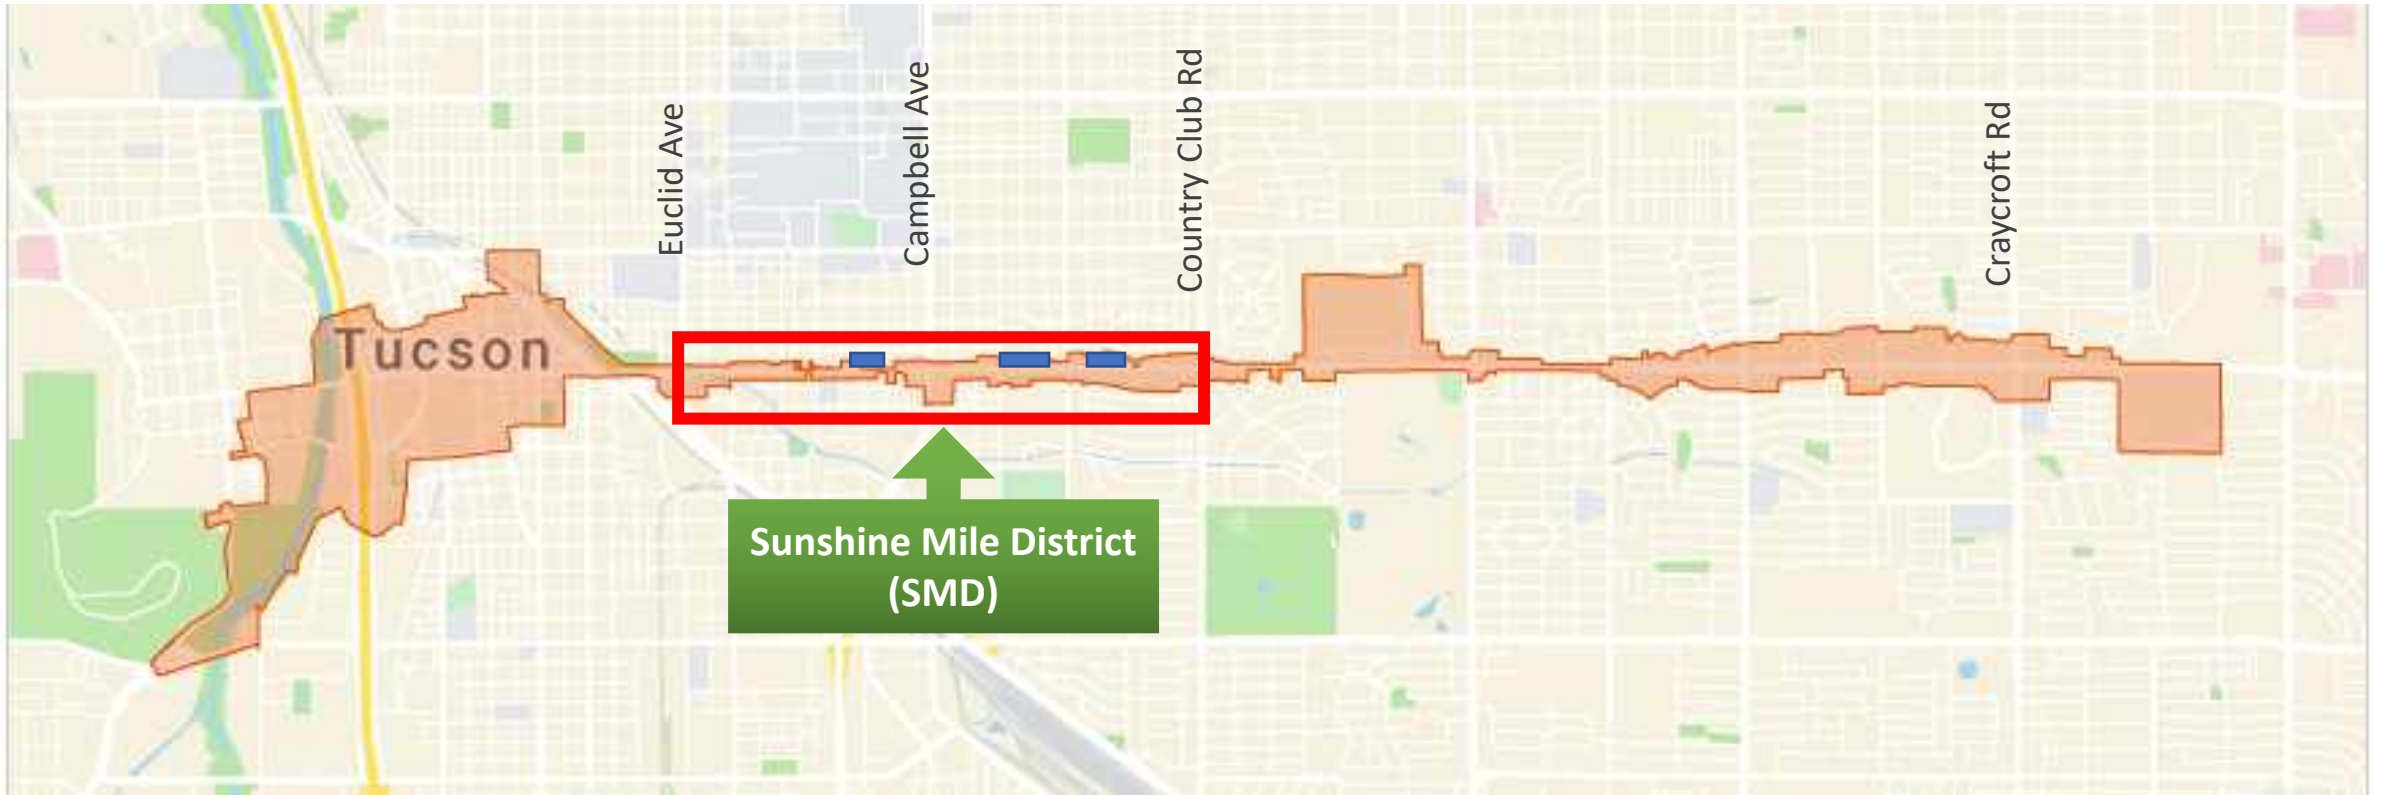 Euclid Ave
Campbell Ave
Country Club Rd
Craycroft Rd
Tucson
Sunshine Mile District
(SMD)